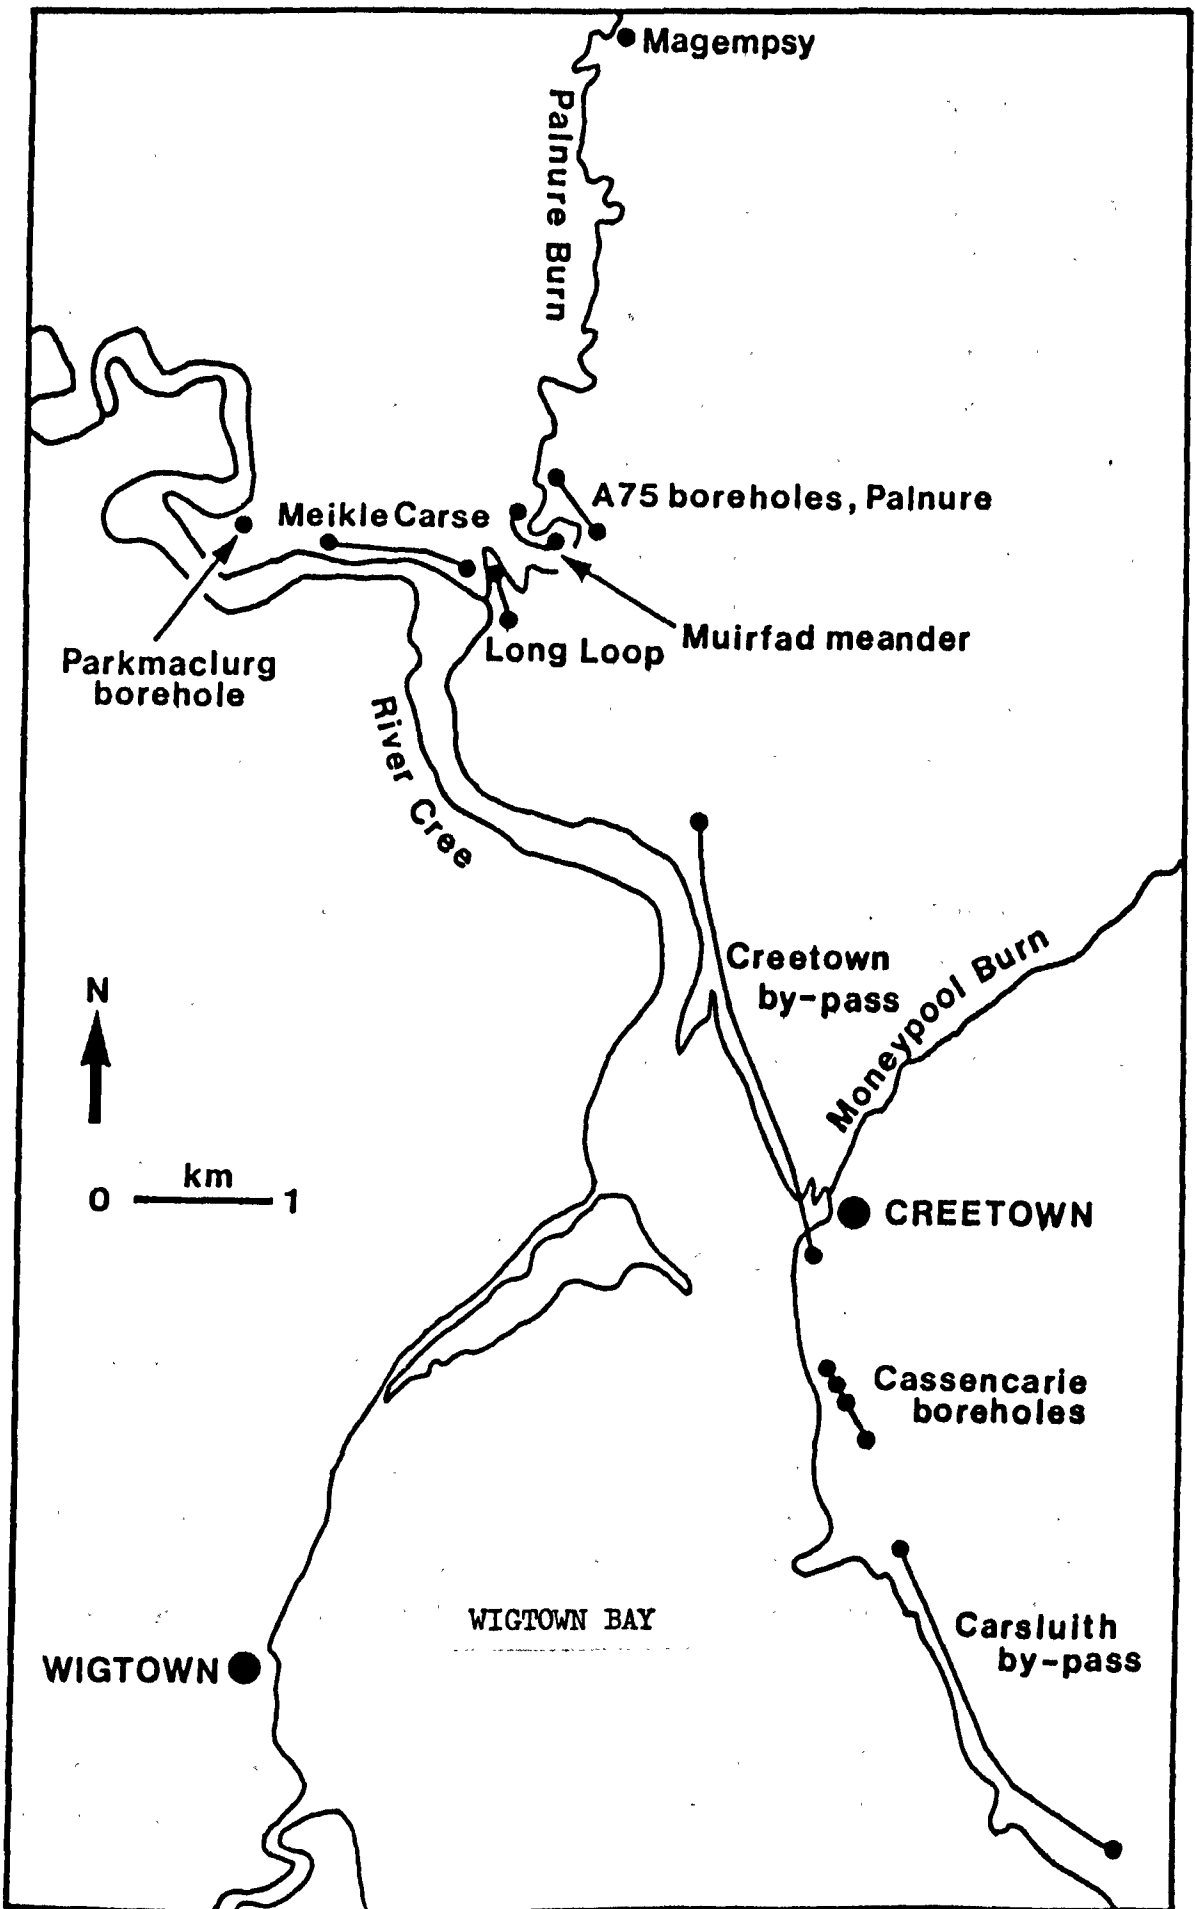 Magempsy
Palnure Burn
A75 boreholes, Palnure
Meikle Carse
Muirfad meander
Long Loop
Parkmaclurg
borehole
River Cree
Creetown
by-pass
Moneypool Burn
N
km
0 1
CREETOWN
Cassencarie
boreholes
WIGTOWN BAY
Carsluith
by-pass
WIGTOWN